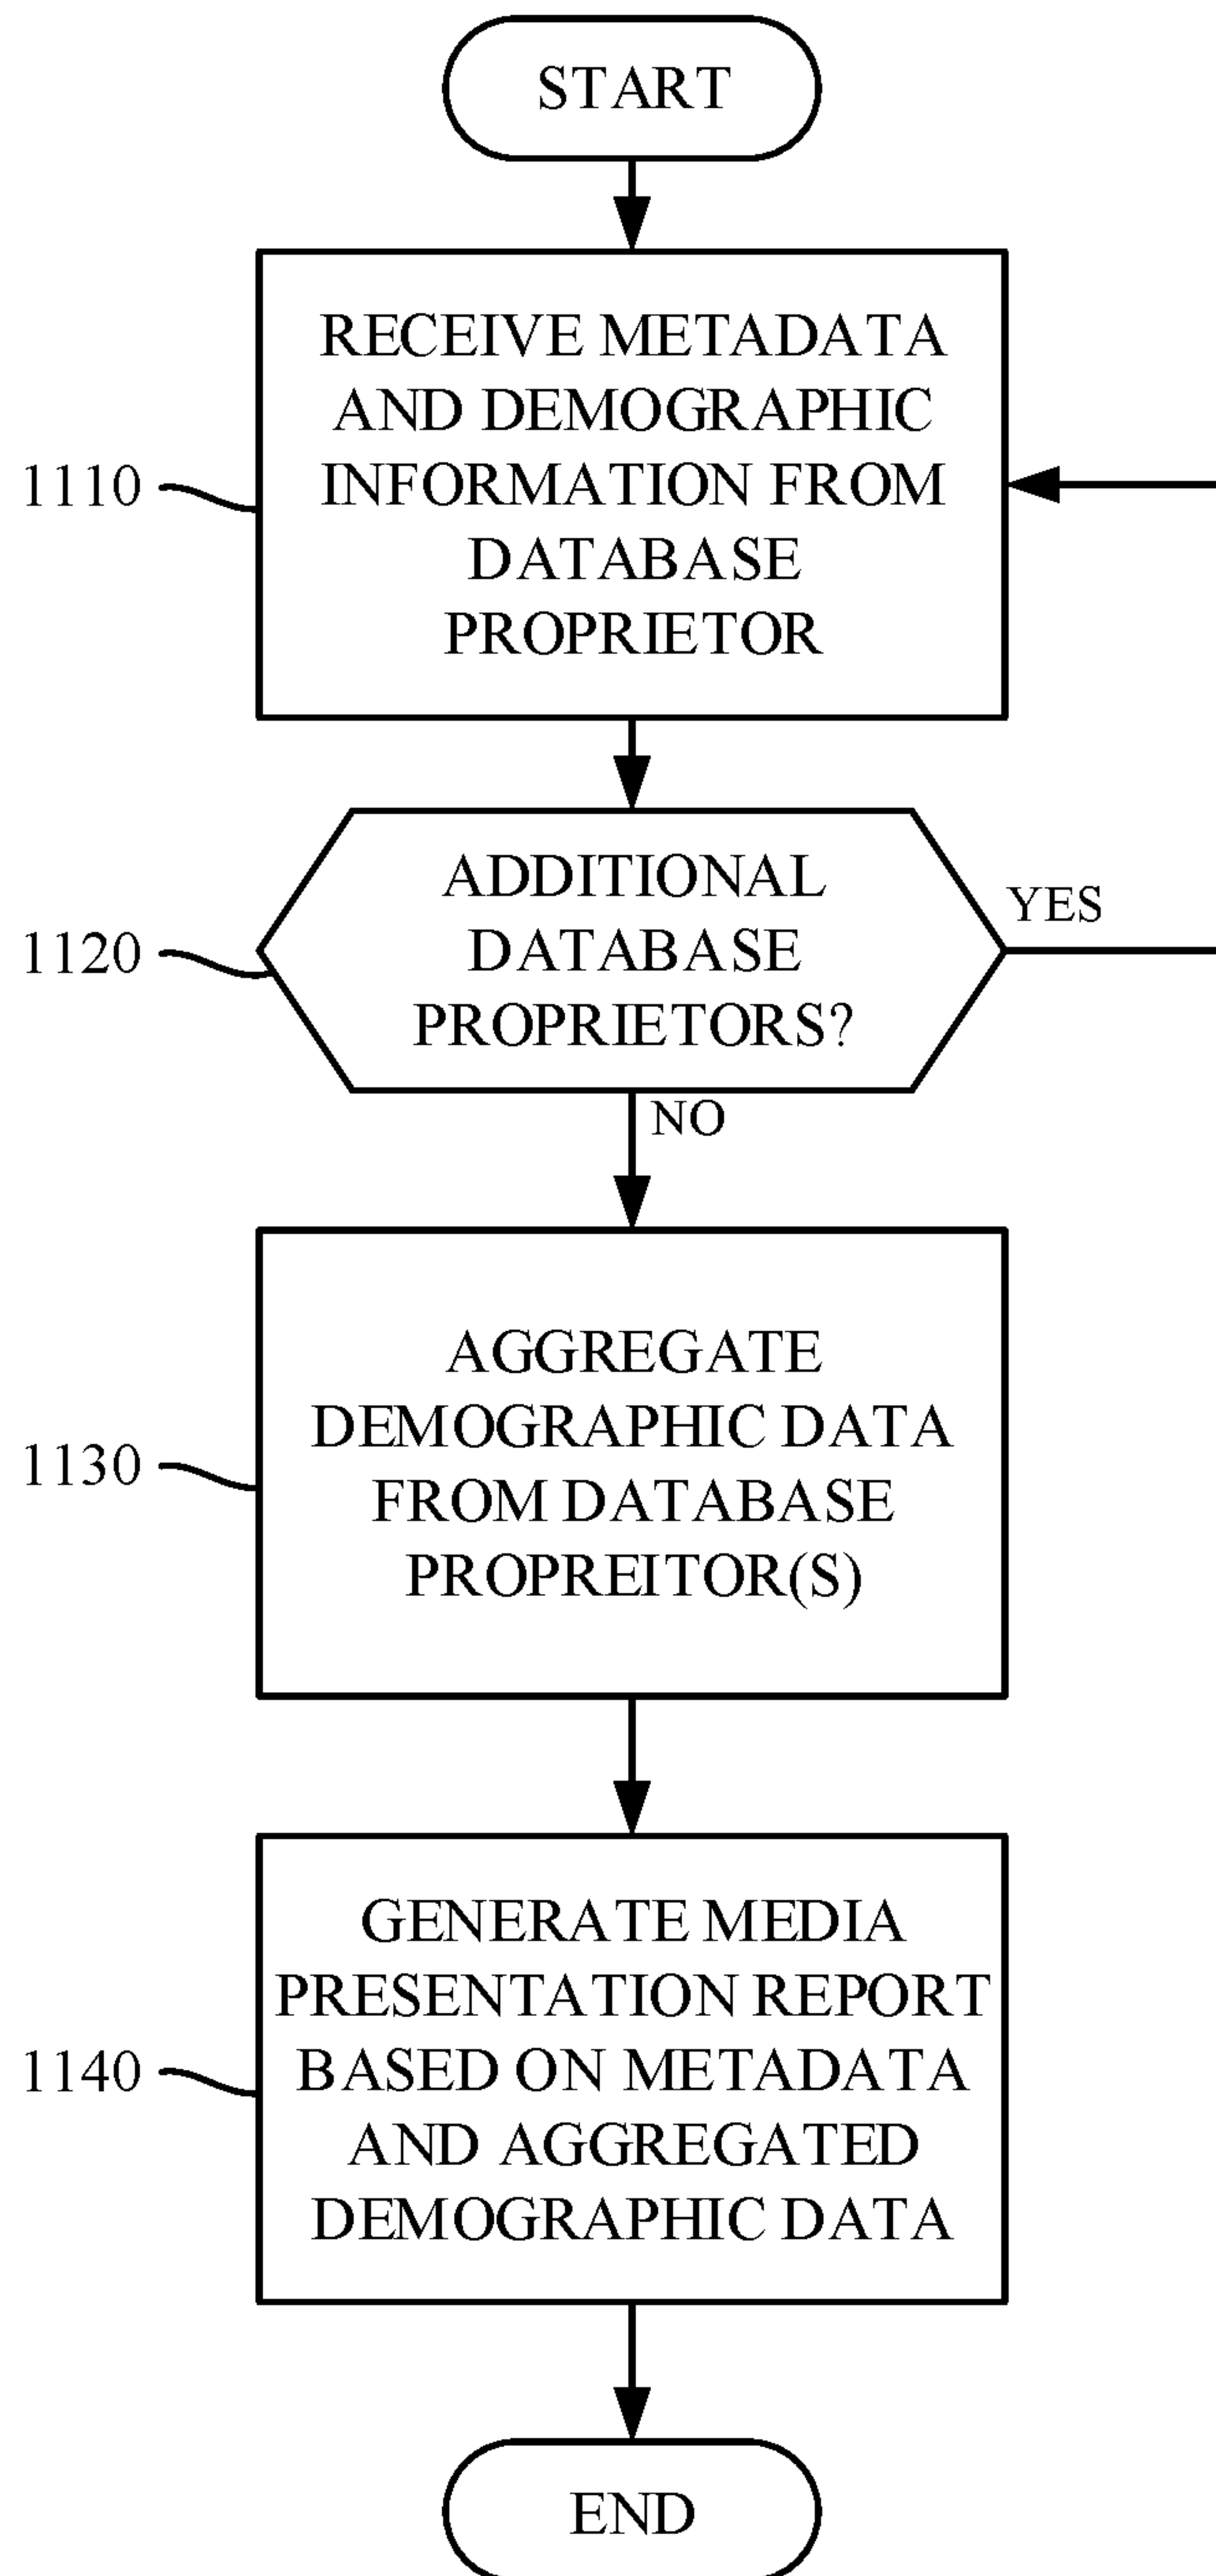 START
RECEIVE METADATA
AND DEMOGRAPHIC
INFORMATION FROM
DATABASE
PROPRIETOR
1110
ADDITIONAL
DATABASE
PROPRIETORS?
YES
1120
NO
AGGREGATE
DEMOGRAPHIC DATA
FROM DATABASE
PROPREITOR(S)
1130
GENERATE MEDIA
PRESENTATION REPORT
BASED ON METADATA
AND AGGREGATED
DEMOGRAPHIC DATA
1140
END